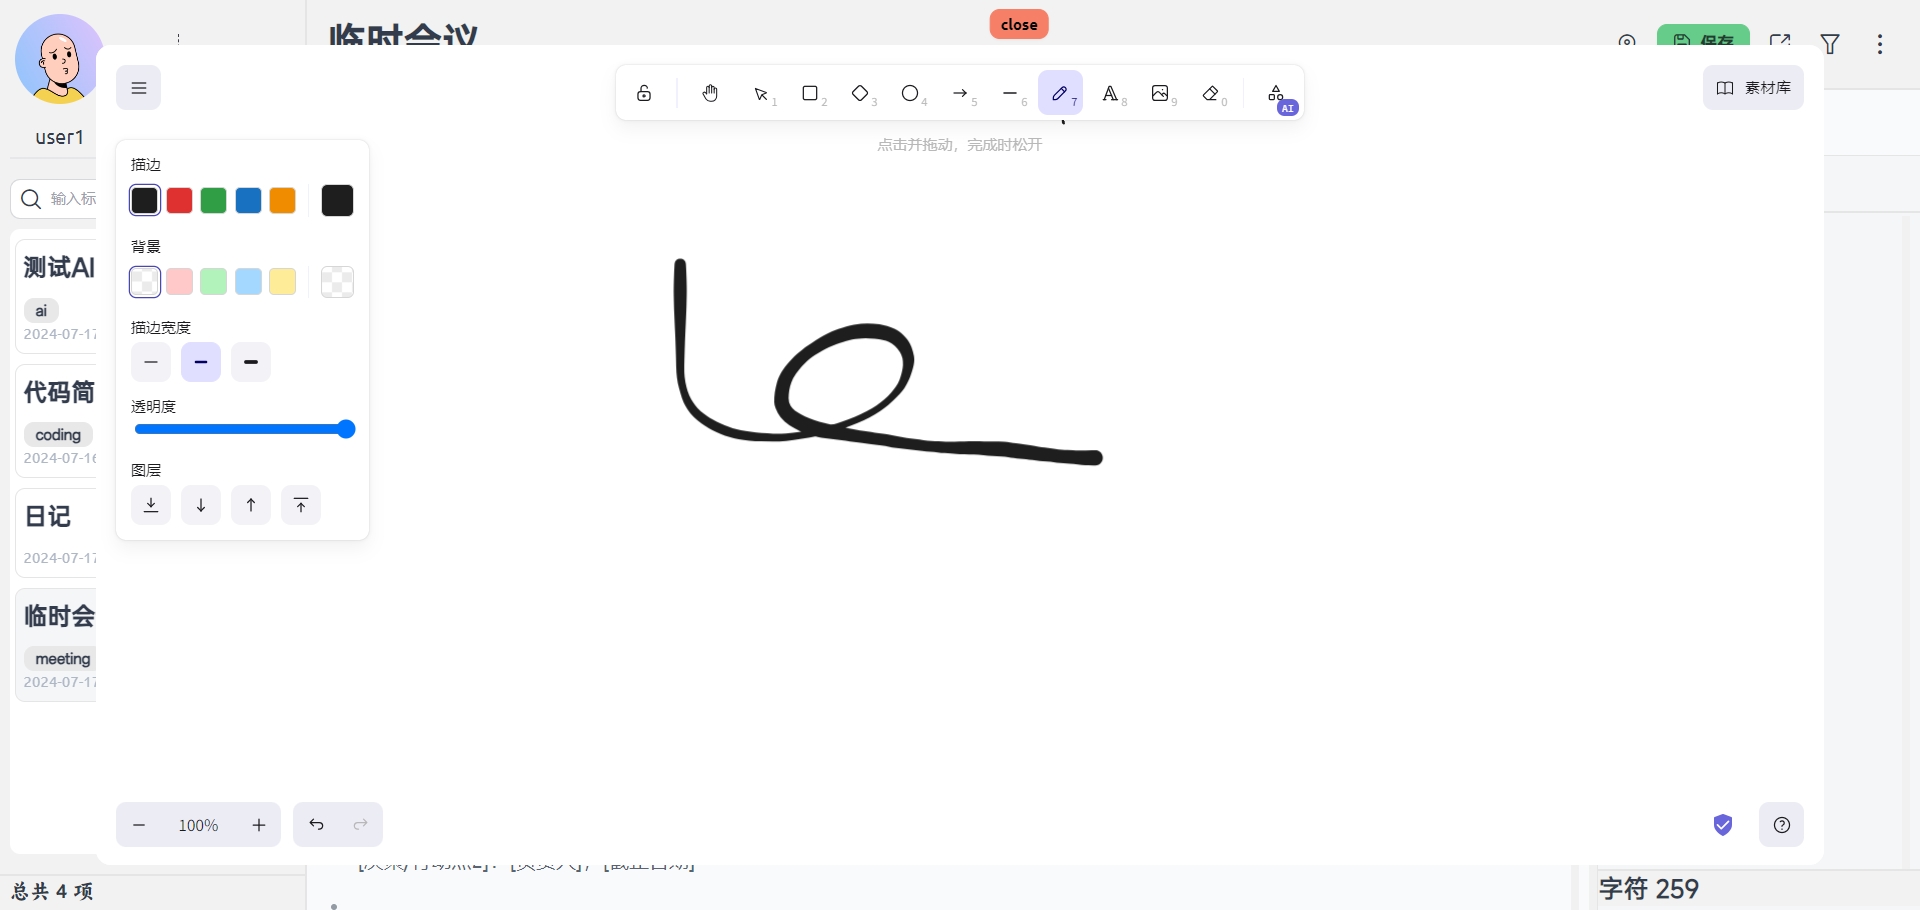 临时会议
close
保存
user1
输入标
测试AI
ai
2024-07-17
代码简
coding
2024-07-16
日记
2024-07-17
临时会
meeting
2024-07-17
总共 4 项
1
2
3
4
5
6
7
8
9
0
AI
素材库
点击并拖动，完成时松开
描边
背景
描边宽度
透明度
图层
100%
字符 259